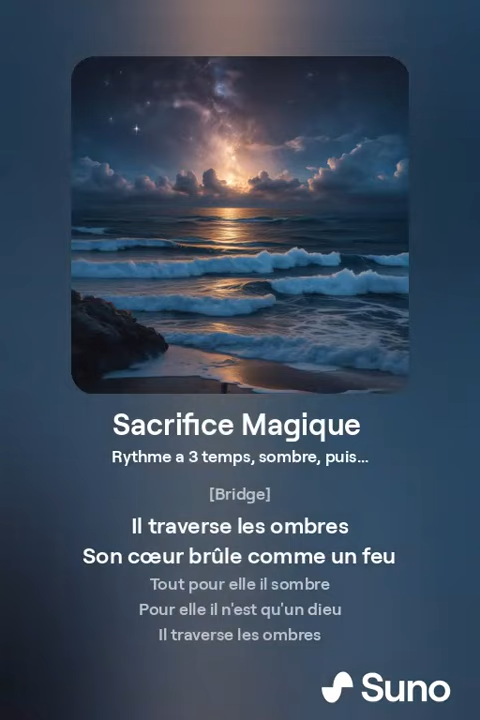 Sacrifice Magique
Rythme a 3 temps, sombre, puis...
[Bridge]
Il traverse les ombres
Son cœur brûle comme un feu
Tout pour elle il sombre
Pour elle il n'est qu'un dieu
Il traverse les ombres
Suno